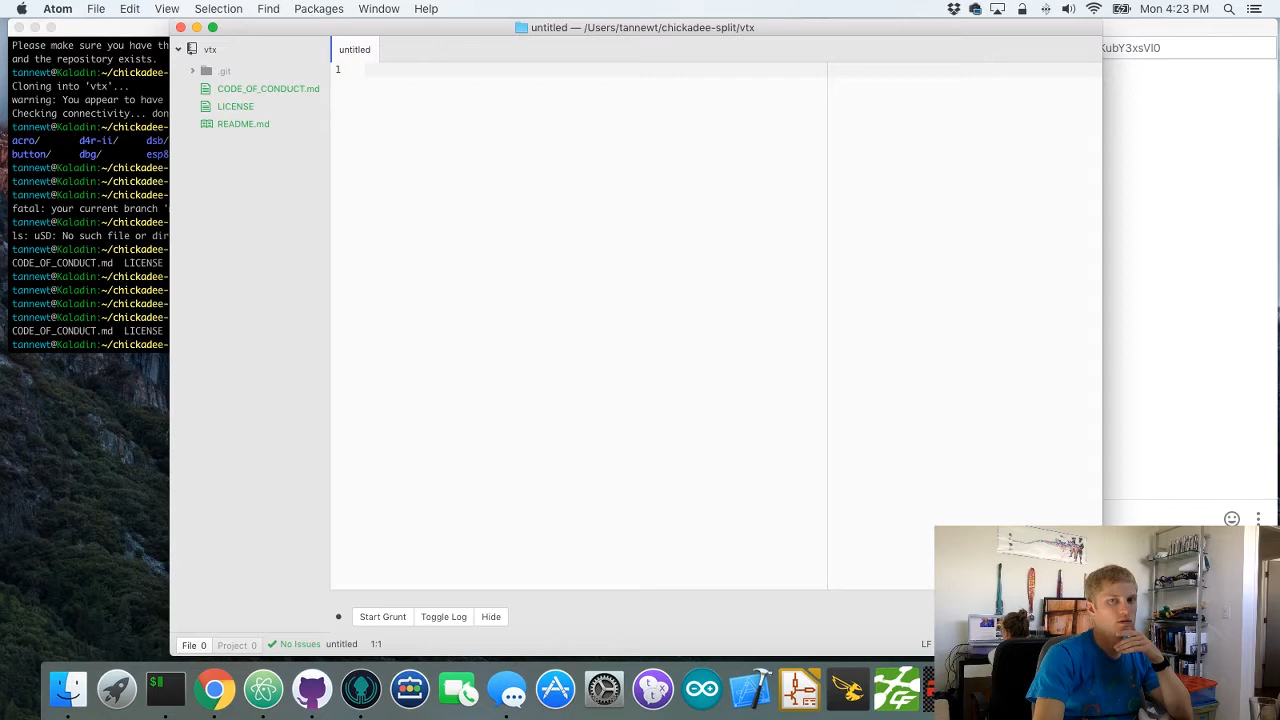 Atom File Edit View Selection Find Packages Window Help Mon 4:23 PM
untitled — /Users/tannewt/chickadee-split/vtx
Please make sure you have th
and the repository exists.
tannewt@Kaladin:~/chickadee-
Cloning into 'vtx'...
warning: You appear to have
Checking connectivity... don
tannewt@Kaladin:~/chickadee-
acro/ d4r-ii/ dsb/
button/ dbg/ esp8
tannewt@Kaladin:~/chickadee-
tannewt@Kaladin:~/chickadee-
tannewt@Kaladin:~/chickadee-
fatal: your current branch '
tannewt@Kaladin:~/chickadee-
ls: uSD: No such file or dir
tannewt@Kaladin:~/chickadee-
CODE_OF_CONDUCT.md LICENSE
tannewt@Kaladin:~/chickadee-
tannewt@Kaladin:~/chickadee-
tannewt@Kaladin:~/chickadee-
tannewt@Kaladin:~/chickadee-
CODE_OF_CONDUCT.md LICENSE
tannewt@Kaladin:~/chickadee-
vtx
.git
CODE_OF_CONDUCT.md
LICENSE
README.md
untitled
1
KubY3xsVI0
Start Grunt Toggle Log Hide
File 0 Project 0 No Issues untitled 1:1 LF